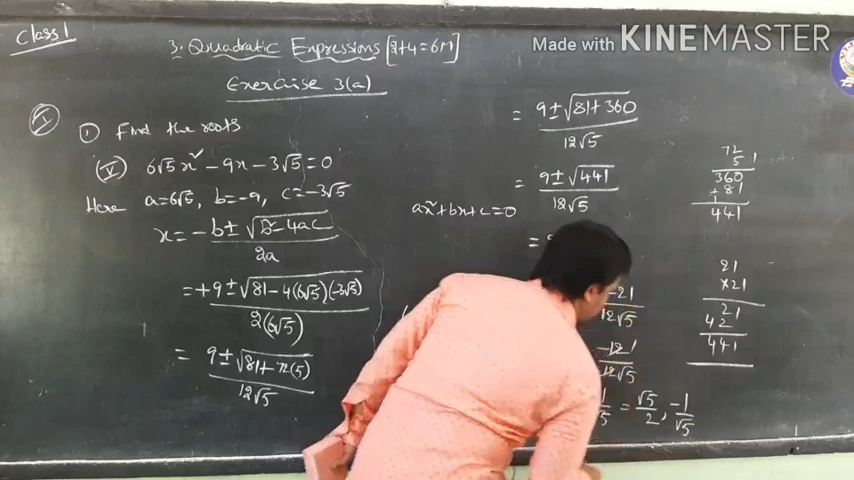 Class 1
3. Quadratic Expressions [2+4=6M]
Exercise 3(a)
I
① Find the roots
(V) 6√5 x² - 9x - 3√5 = 0
Here a=6√5, b=-9, c=-3√5
x = -b ± √b²-4ac / 2a
= +9 ± √81-4(6√5)(-3√5) / 2(6√5)
= 9 ± √81+72(5) / 12√5
ax²+bx+c=0
= 9 ± √81+360 / 12√5
= 9 ± √441 / 12√5
=
-21 / 12√5
-12 / 12√5
= √5/2, -1/√5
72
5
360
+81
441
21
×21
21
42
441
Made with KINEMASTER